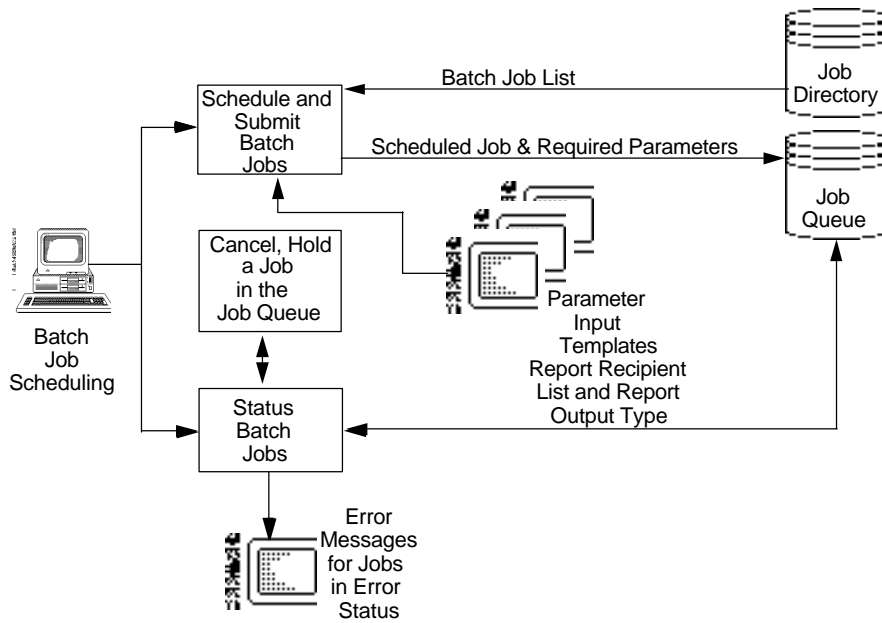 Batch Job List
Job
Directory
Schedule and
Submit
Batch
Jobs
Scheduled Job & Required Parameters
Job
Queue
Cancel, Hold
a Job
in the
Job Queue
Parameter
Input
Templates
Report Recipient
List and Report
Output Type
Batch
Job
Scheduling
Status
Batch
Jobs
Error
Messages
for Jobs
in Error
Status